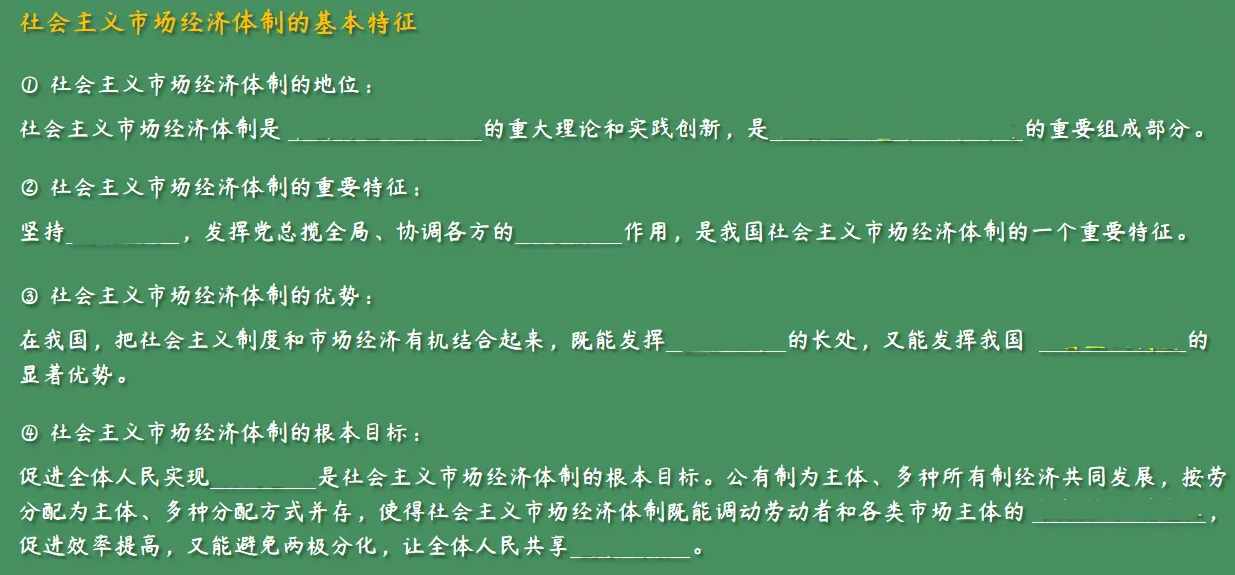 社会主义市场经济体制的基本特征
① 社会主义市场经济体制的地位：
社会主义市场经济体制是____________的重大理论和实践创新，是________________的重要组成部分。
② 社会主义市场经济体制的重要特征：
坚持________，发挥党总揽全局、协调各方的________作用，是我国社会主义市场经济体制的一个重要特征。
③ 社会主义市场经济体制的优势：
在我国，把社会主义制度和市场经济有机结合起来，既能发挥________的长处，又能发挥我国 __________的
显著优势。
④ 社会主义市场经济体制的根本目标：
促进全体人民实现________是社会主义市场经济体制的根本目标。公有制为主体、多种所有制经济共同发展，按劳
分配为主体、多种分配方式并存，使得社会主义市场经济体制既能调动劳动者和各类市场主体的 ____________，
促进效率提高，又能避免两极分化，让全体人民共享________。